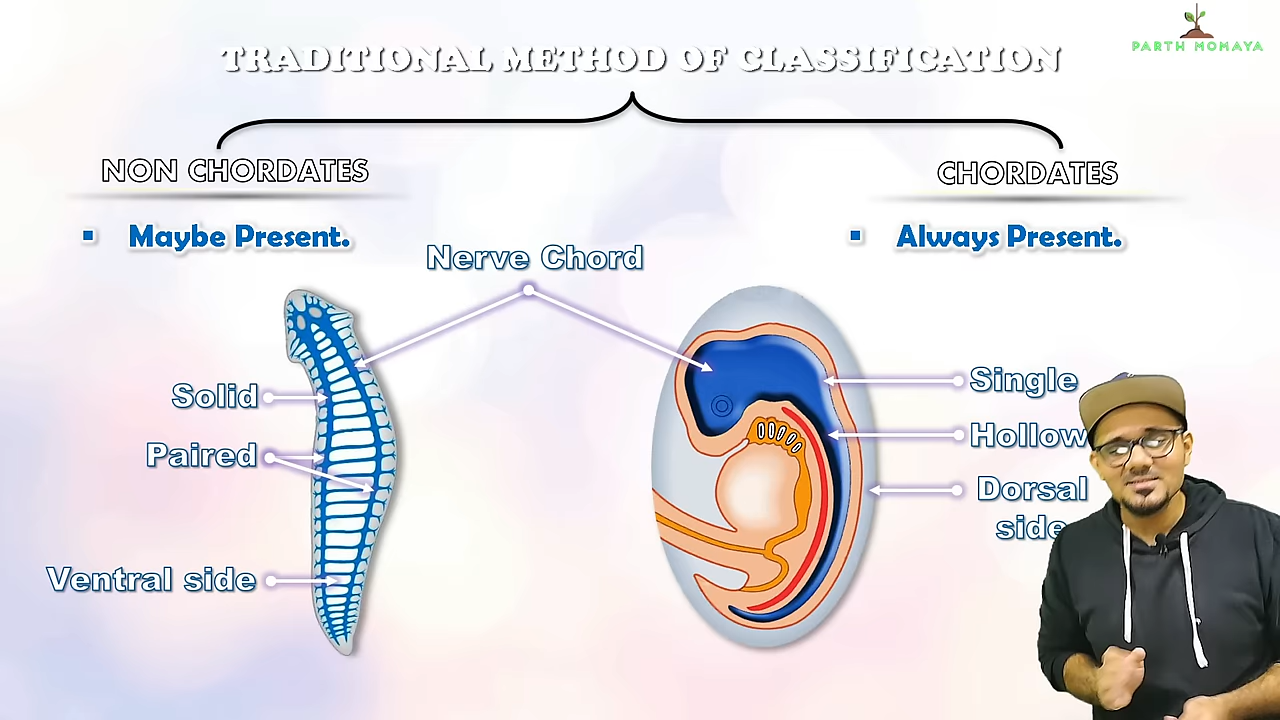 PARTH MOMAYA
TRADITIONAL METHOD OF CLASSIFICATION
NON CHORDATES
CHORDATES
Maybe Present.
Always Present.
Nerve Chord
Solid
Paired
Ventral side
Single
Hollow
Dorsal
side